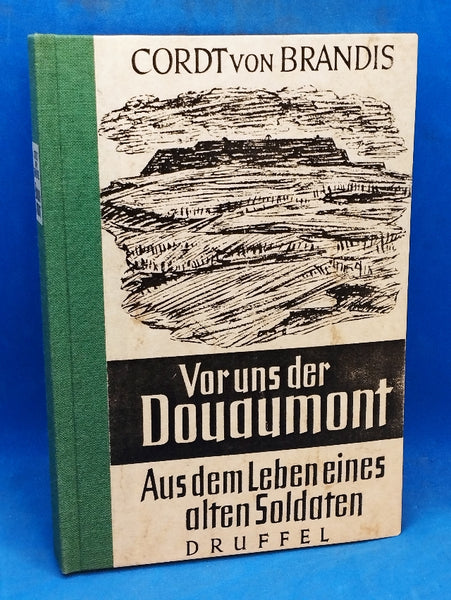 CORDT VON BRANDIS
Vor uns der
Douaumont
Aus dem Leben eines
alten Soldaten
DRUFFEL